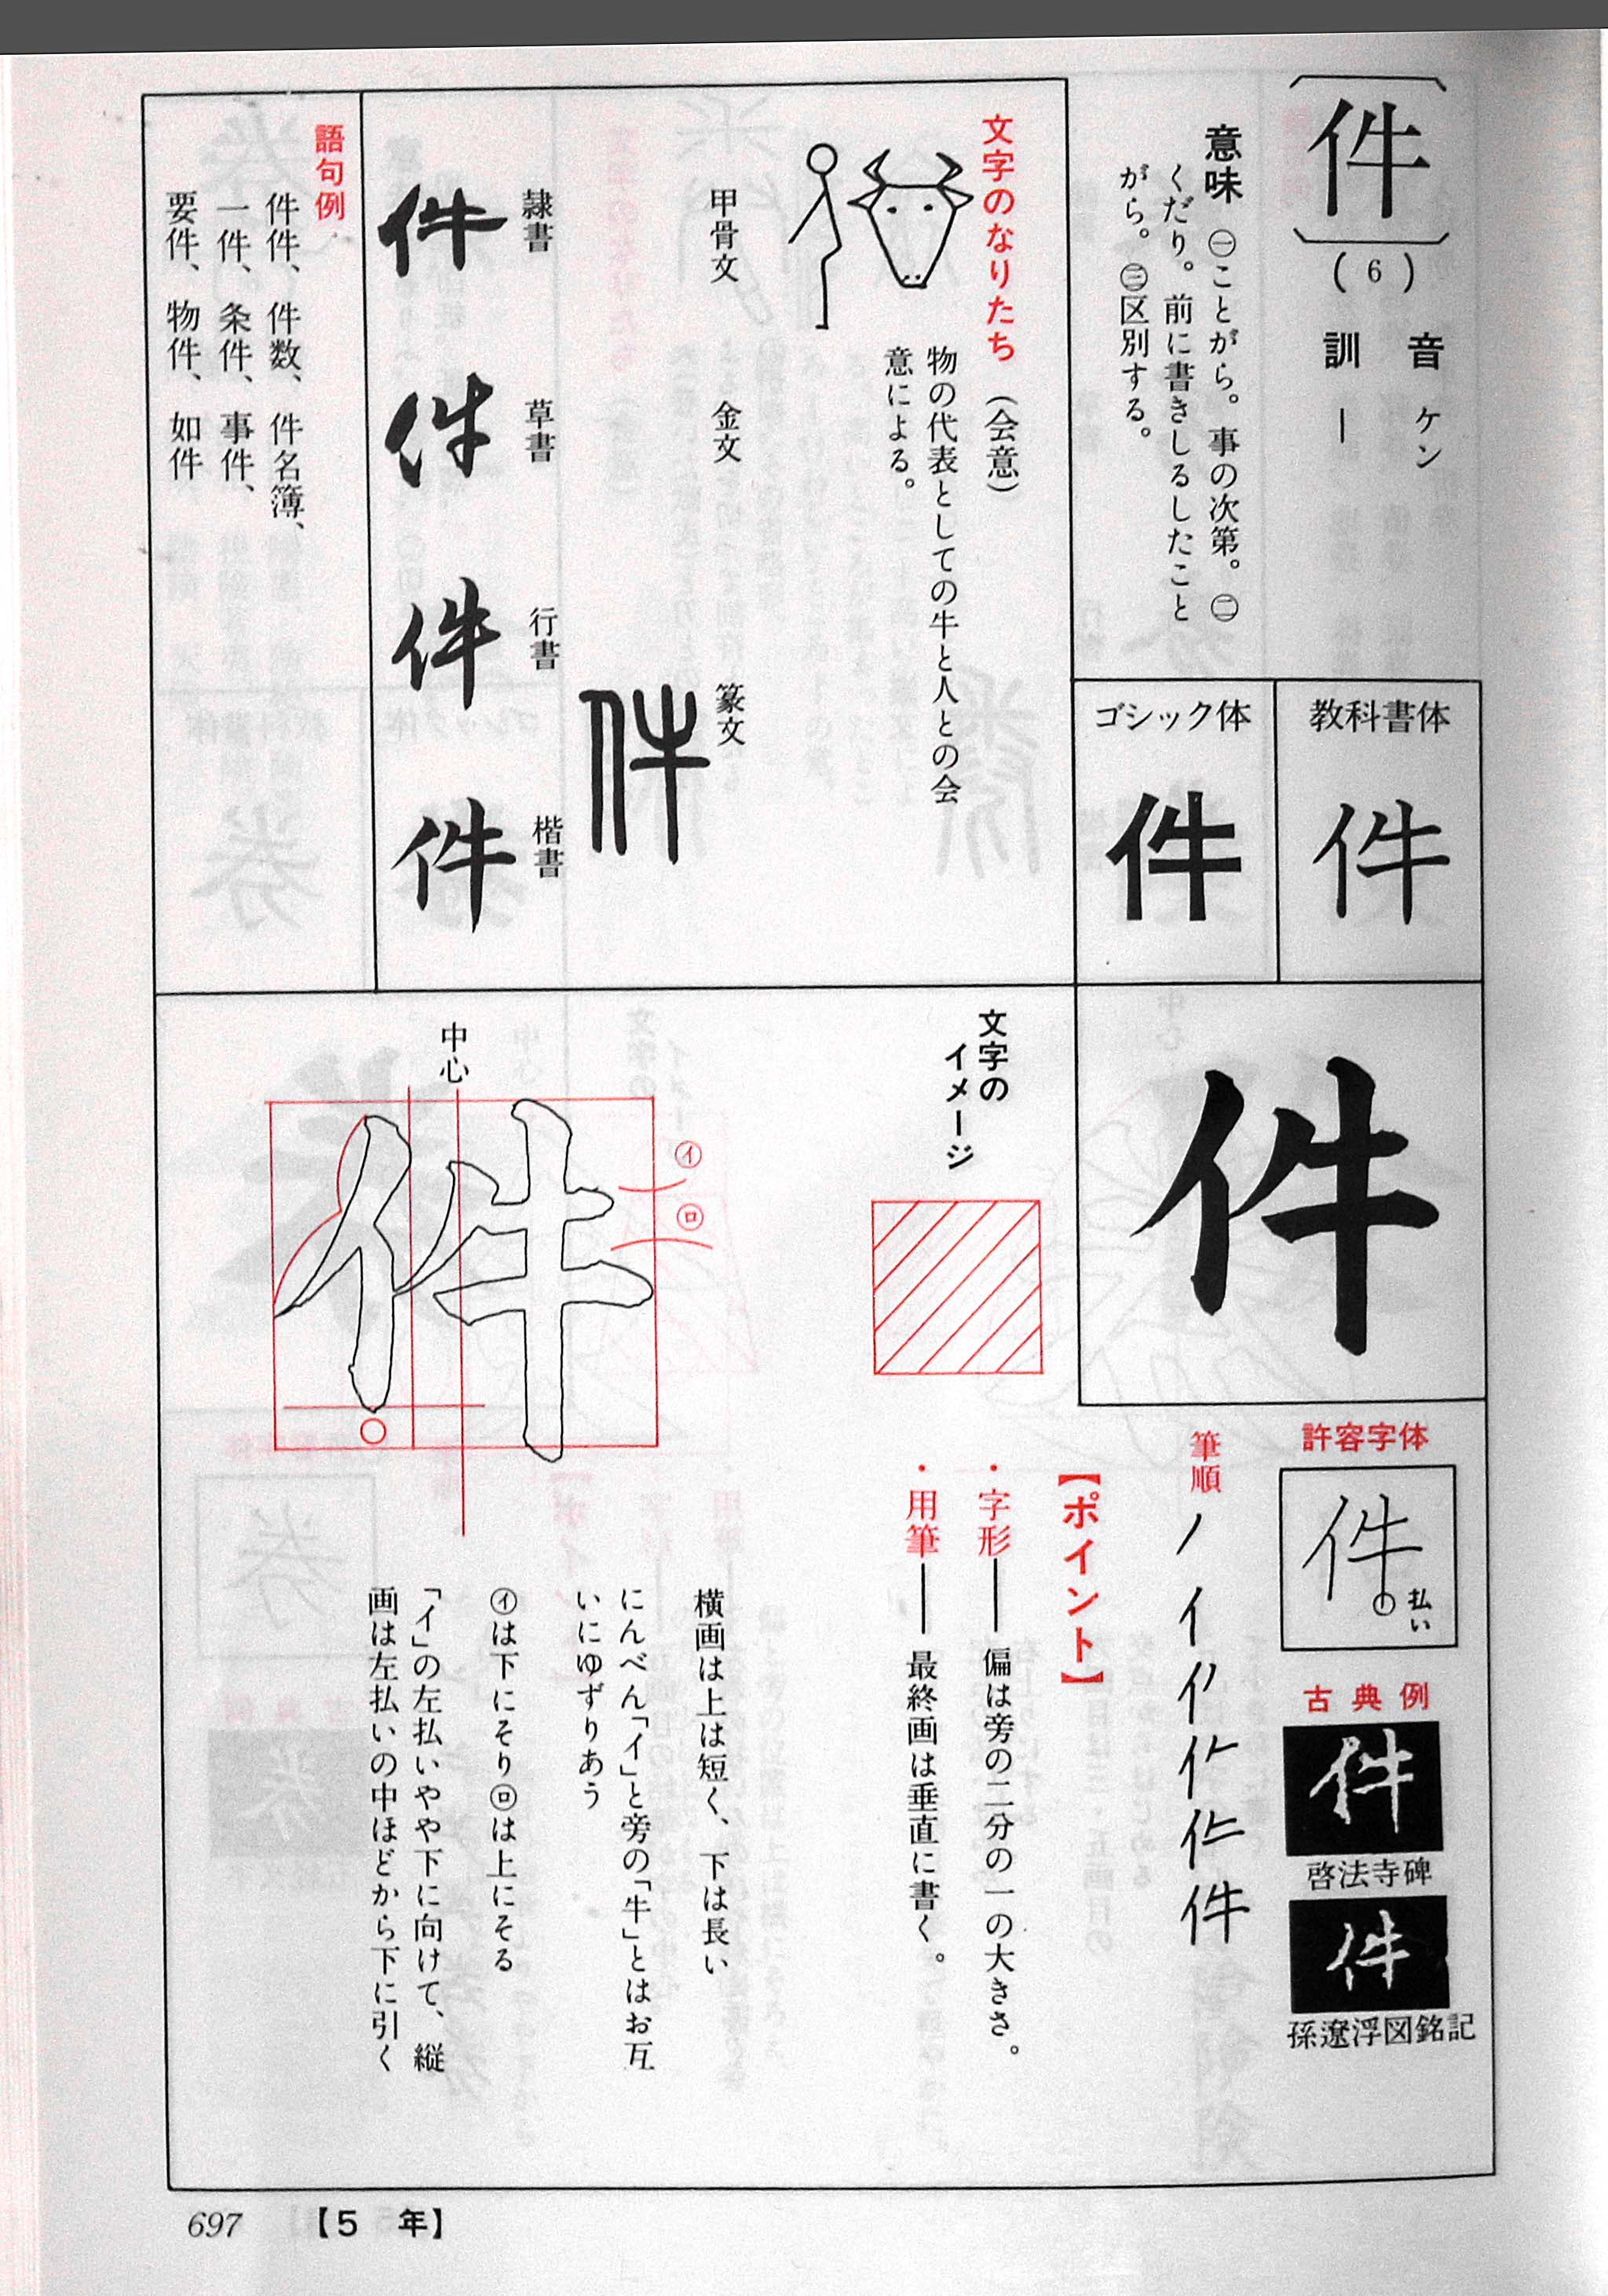 件
(6)
音 ケン
訓 ー
意味 ㊀ことがら。事の次第。㊁
くだり。前に書きしるしたこと
がら。㊂区別する。
教科書体
件
ゴシック体
件
文字のなりたち (会意)
物の代表としての牛と人との会
意による。
甲骨文
金文
篆文
件
隷書
件
草書
件
行書
件
楷書
件
語句例
件件、件数、件名簿、
一件、条件、事件、
要件、物件、如件
件
許容字体
件
払い
古典例
件
啓法寺碑
件
孫遼浮図銘記
筆順
ノ イ 件
【ポイント】
・字形――偏は旁の二分の一の大きさ。
・用筆――最終画は垂直に書く。
文字の
イメージ
中心
件
㋑
㋺
横画は上は短く、下は長い
にんべん「イ」と旁の「牛」とはお互
いにゆずりあう
㋑は下にそり㋺は上にそる
「イ」の左払いやや下に向けて、縦
画は左払いの中ほどから下に引く
697 【5 年】